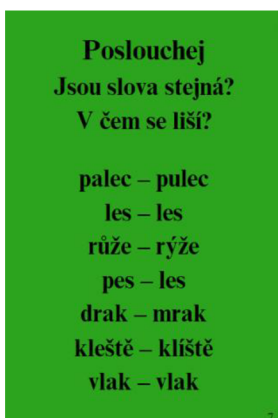 Poslouchej
Jsou slova stejná?
V čem se liší?
palec – pulec
les – les
růže – rýže
pes – les
drak – mrak
kleště – klíště
vlak – vlak